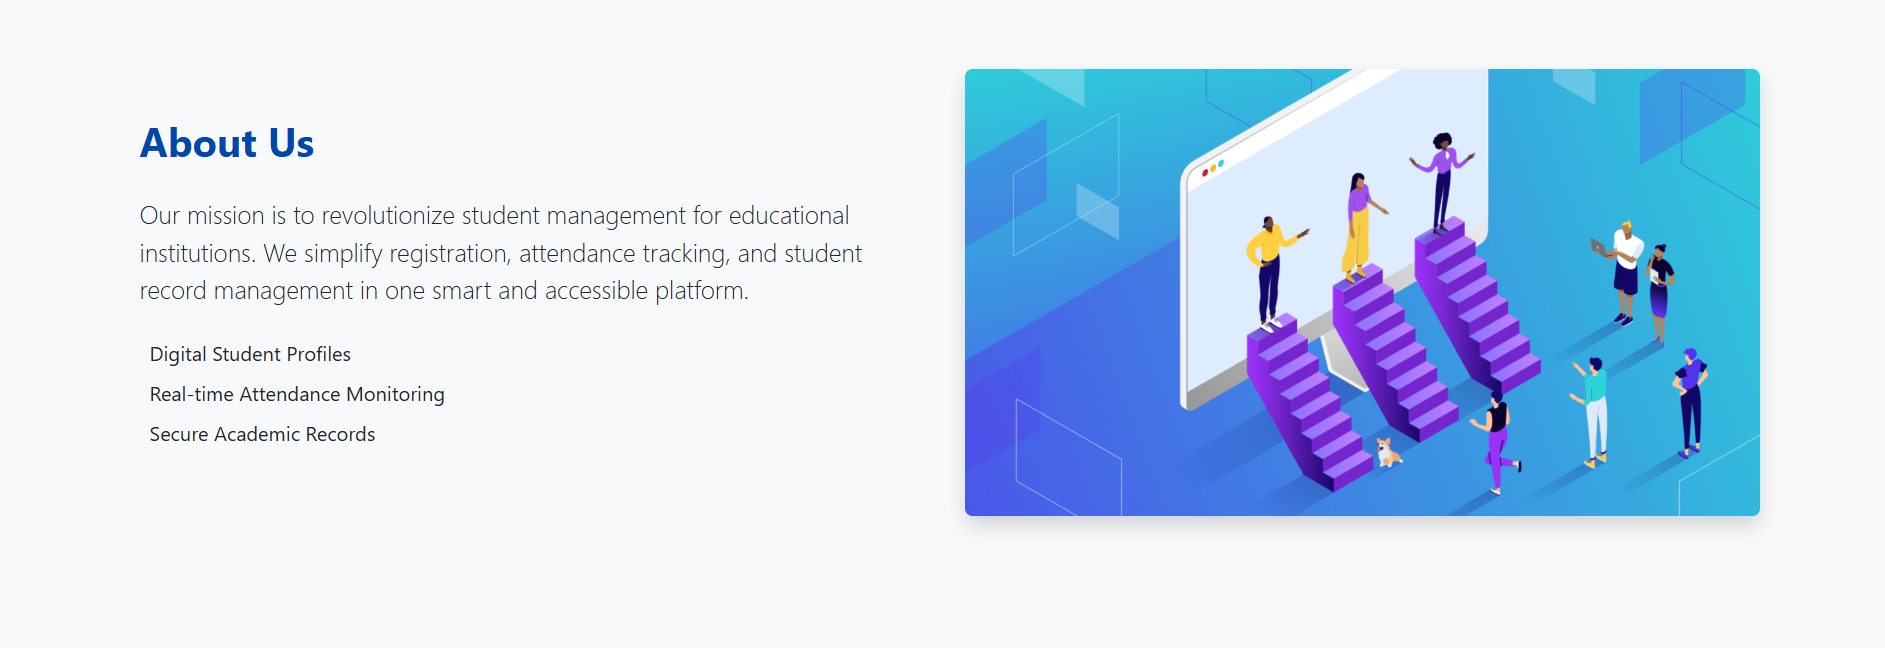 About Us
Our mission is to revolutionize student management for educational
institutions. We simplify registration, attendance tracking, and student
record management in one smart and accessible platform.
Digital Student Profiles
Real-time Attendance Monitoring
Secure Academic Records